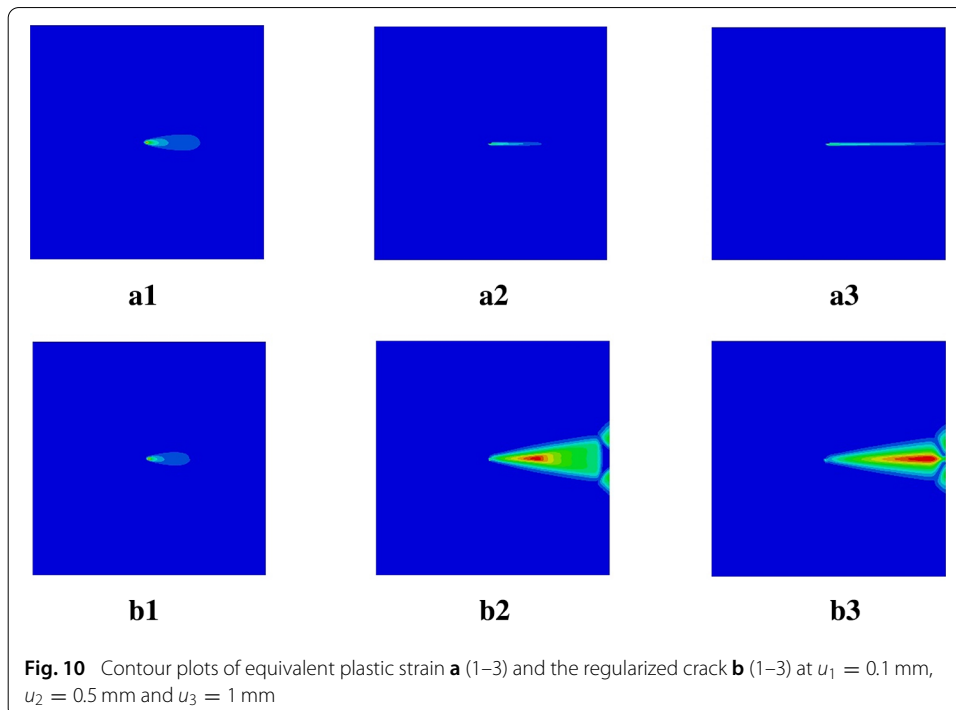 a1 a2 a3
b1 b2 b3
Fig. 10 Contour plots of equivalent plastic strain a (1–3) and the regularized crack b (1–3) at u₁ = 0.1 mm,
u₂ = 0.5 mm and u₃ = 1 mm